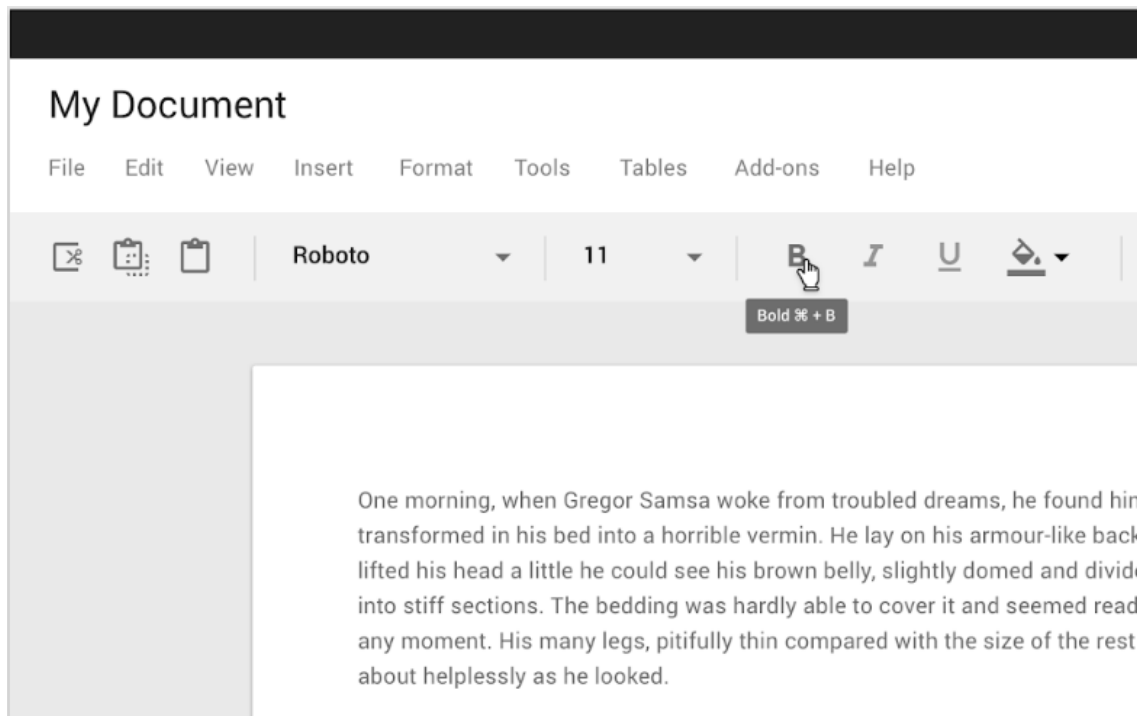 My Document
File Edit View Insert Format Tools Tables Add-ons Help
Roboto 11 B I U
Bold ⌘ + B
One morning, when Gregor Samsa woke from troubled dreams, he found
transformed in his bed into a horrible vermin. He lay on his armour-like back
lifted his head a little he could see his brown belly, slightly domed and
into stiff sections. The bedding was hardly able to cover it and seemed
any moment. His many legs, pitifully thin compared with the size of the rest
about helplessly as he looked.